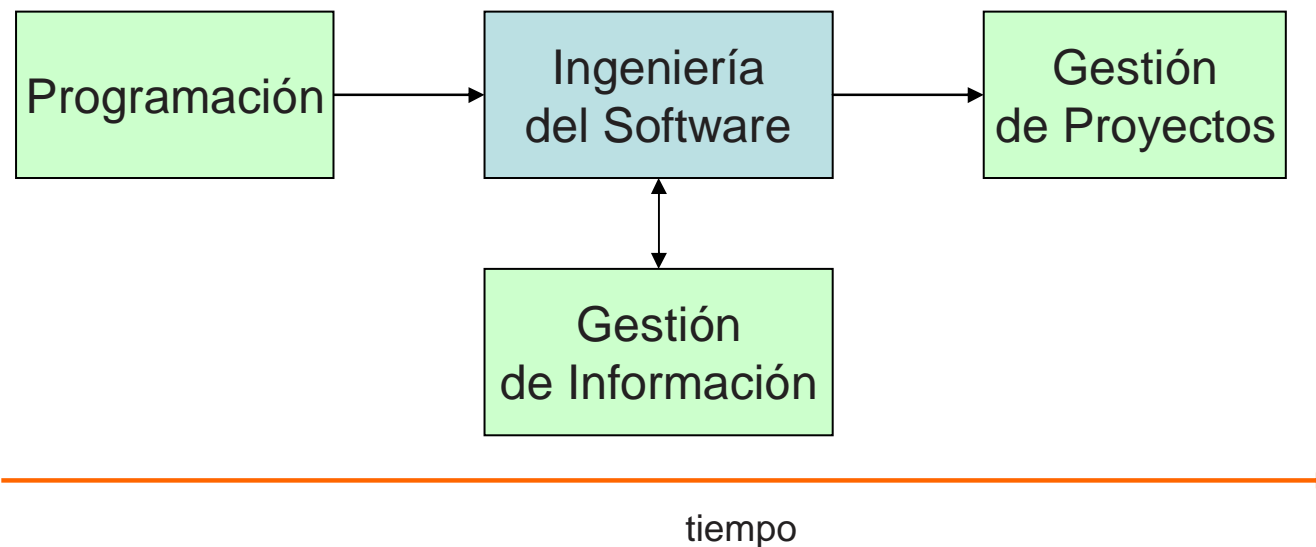 Programación
Ingeniería
del Software
Gestión
de Proyectos
Gestión
de Información
tiempo